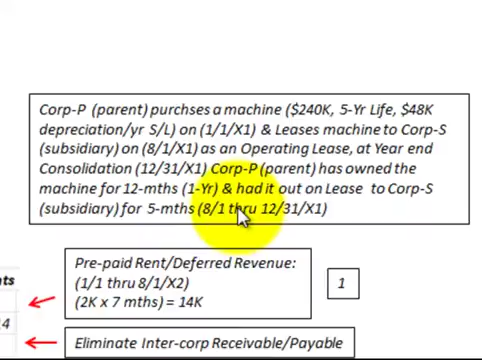 Corp-P (parent) purchses a machine ($240K, 5-Yr Life, $48K
depreciation/yr S/L) on (1/1/X1) & Leases machine to Corp-S
(subsidiary) on (8/1/X1) as an Operating Lease, at Year end
Consolidation (12/31/X1) Corp-P (parent) has owned the
machine for 12-mths (1-Yr) & had it out on Lease to Corp-S
(subsidiary) for 5-mths (8/1 thru 12/31/X1)
nts
Pre-paid Rent/Deferred Revenue:
(1/1 thru 8/1/X2)
(2K x 7 mths) = 14K
1
4
Eliminate Inter-corp Receivable/Payable